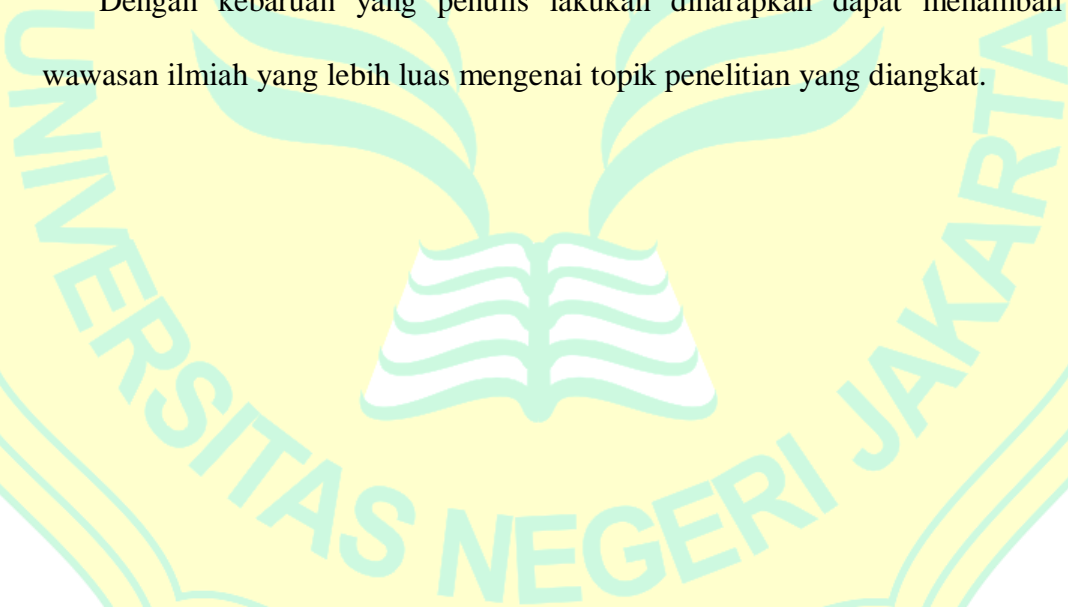 Dengan kebaruan yang penulis lakukan diharapkan dapat menambah
wawasan ilmiah yang lebih luas mengenai topik penelitian yang diangkat.
UNIVERSITAS NEGERI JAKARTA